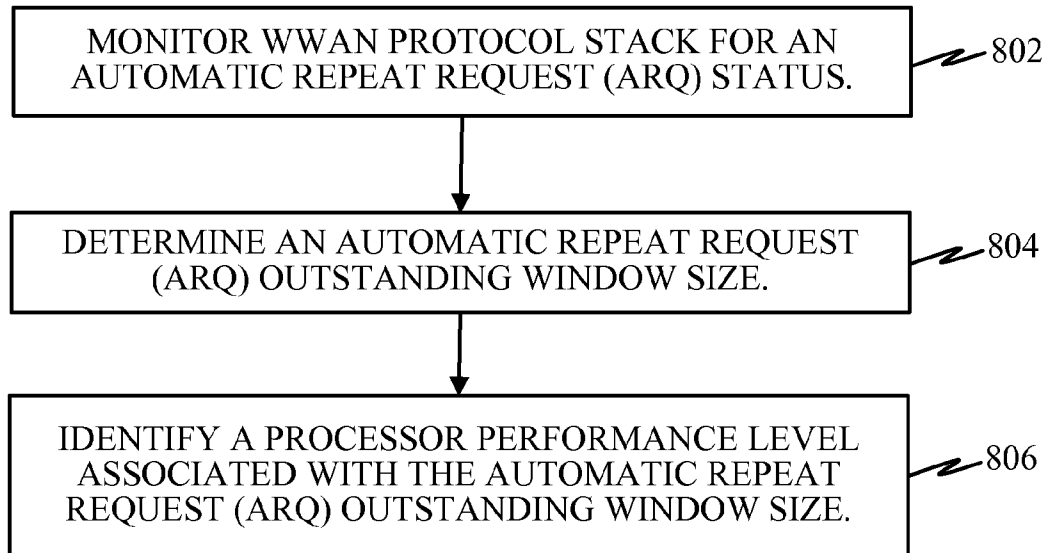 MONITOR WWAN PROTOCOL STACK FOR AN
AUTOMATIC REPEAT REQUEST (ARQ) STATUS.
802
DETERMINE AN AUTOMATIC REPEAT REQUEST
(ARQ) OUTSTANDING WINDOW SIZE.
804
IDENTIFY A PROCESSOR PERFORMANCE LEVEL
ASSOCIATED WITH THE AUTOMATIC REPEAT
REQUEST (ARQ) OUTSTANDING WINDOW SIZE.
806